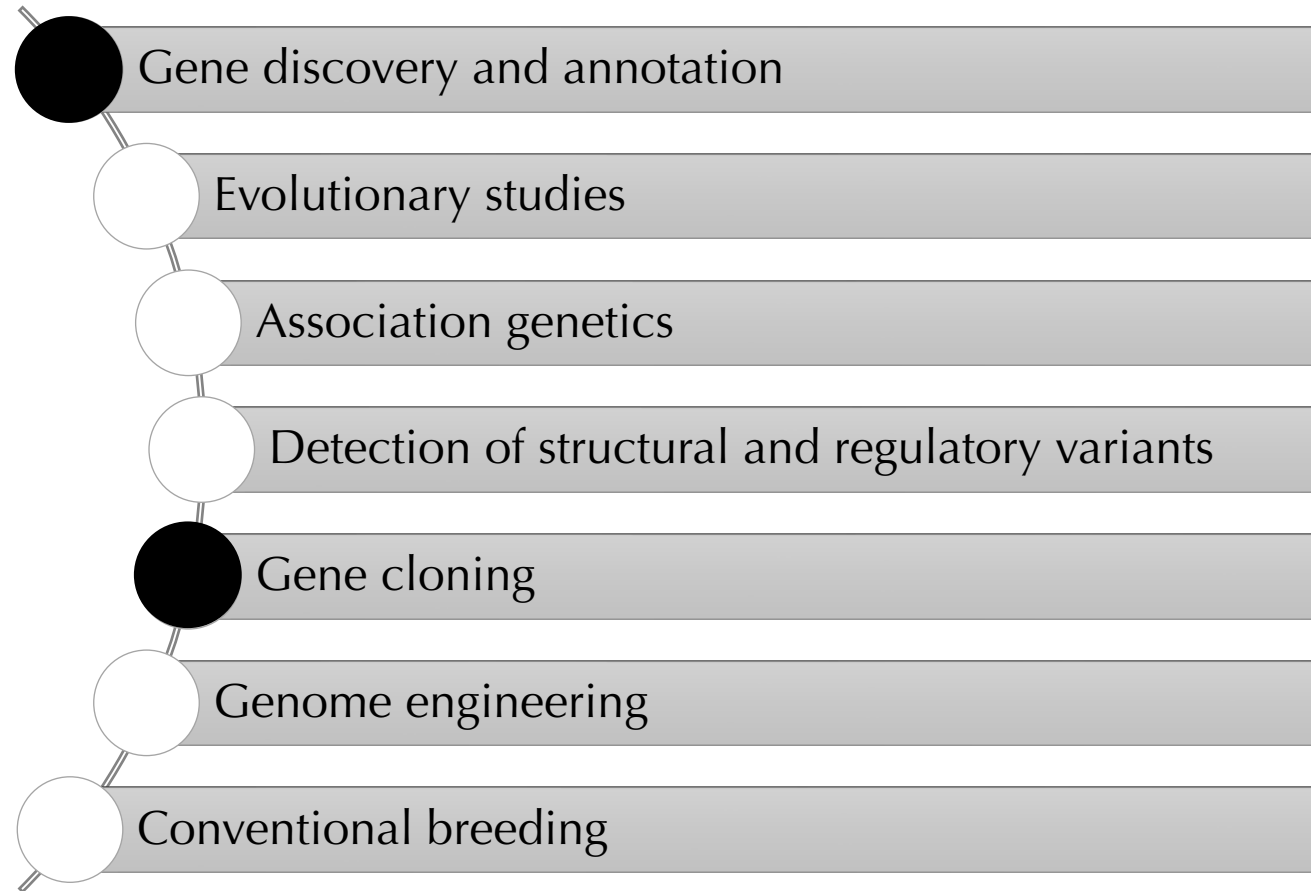 Gene discovery and annotation
Evolutionary studies
Association genetics
Detection of structural and regulatory variants
Gene cloning
Genome engineering
Conventional breeding